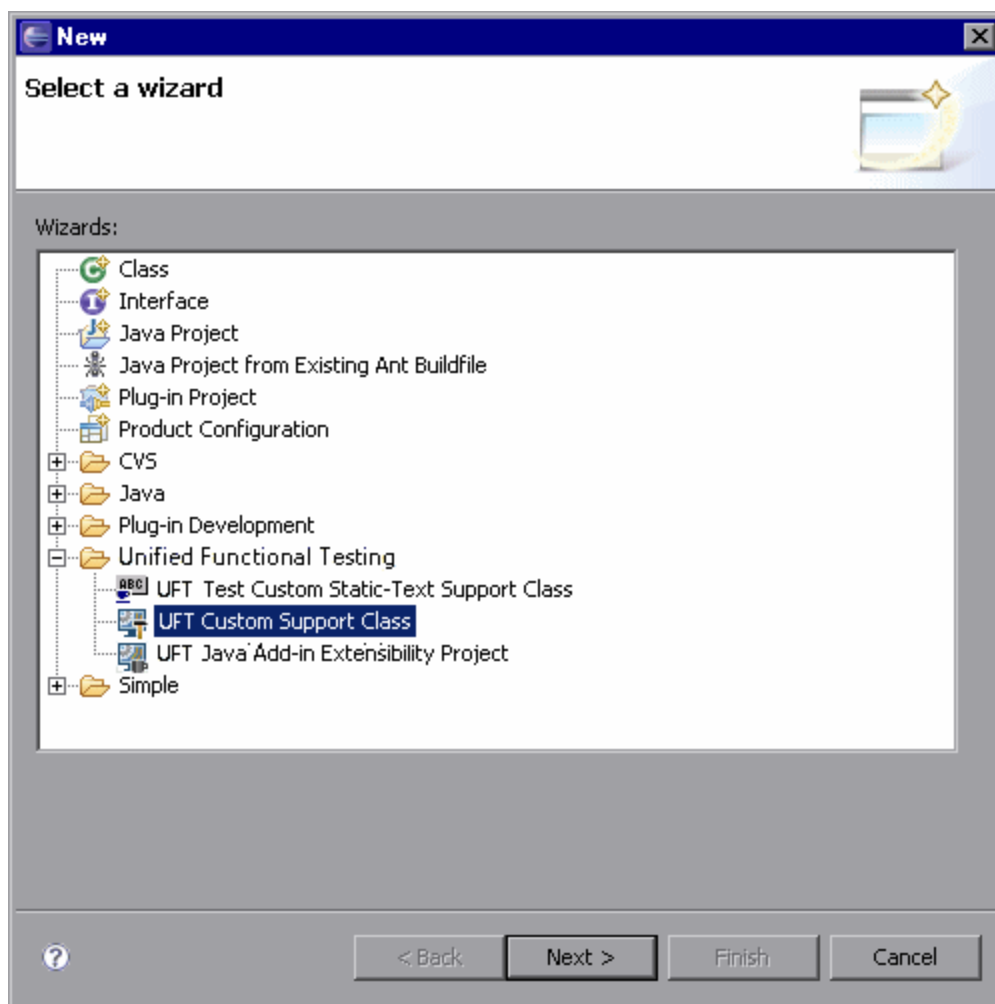 New
Select a wizard
Wizards:
Class
Interface
Java Project
Java Project from Existing Ant Buildfile
Plug-in Project
Product Configuration
CVS
Java
Plug-in Development
Unified Functional Testing
ABC
UFT Test Custom Static-Text Support Class
UFT Custom Support Class
UFT Java Add-in Extensibility Project
Simple
?
< Back
Next >
Finish
Cancel